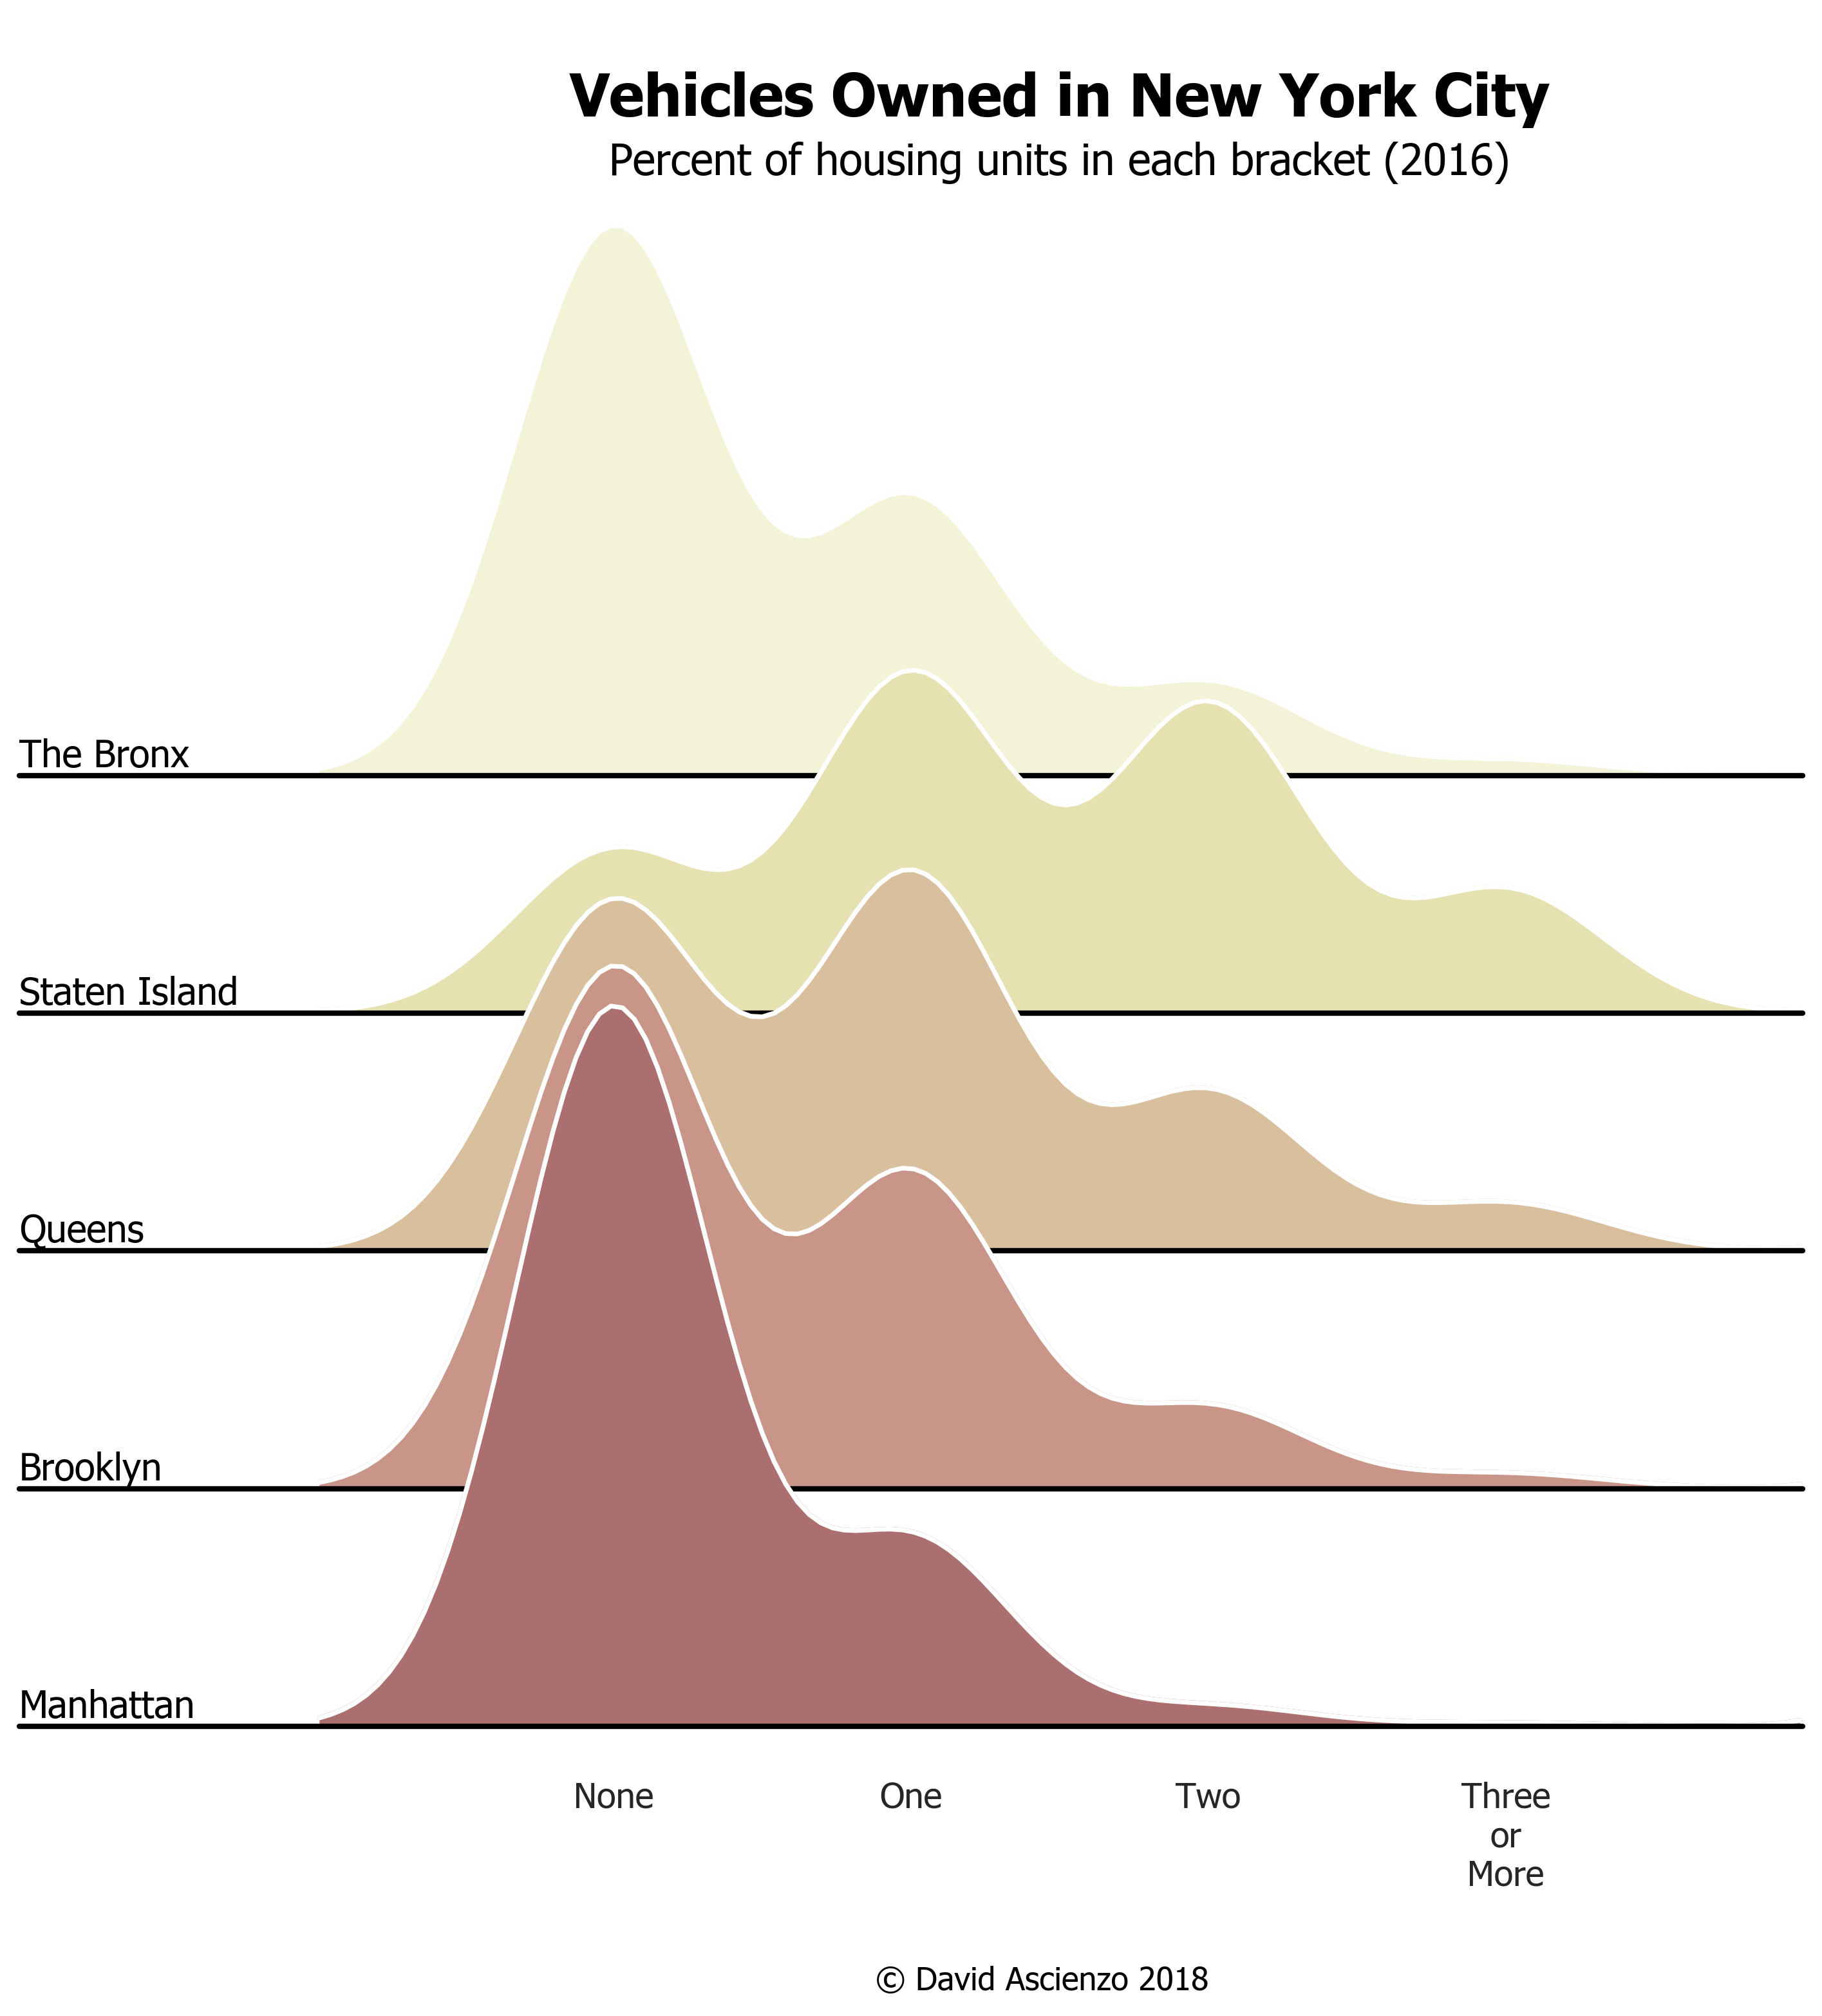 Vehicles Owned in New York City
Percent of housing units in each bracket (2016)
The Bronx
Staten Island
Queens
Brooklyn
Manhattan
None
One
Two
Three
or
More
© David Ascienzo 2018